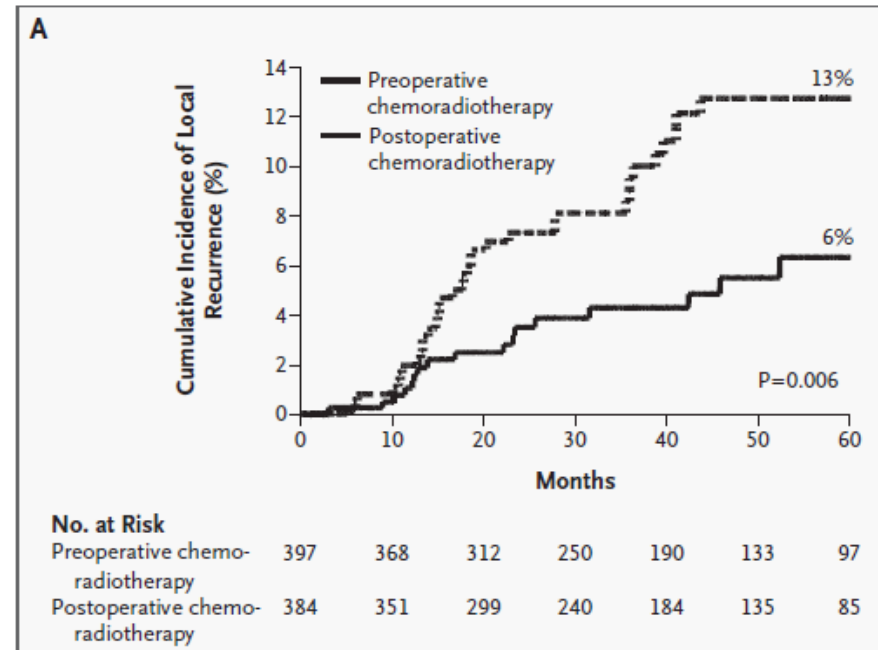 A
Cumulative Incidence of Local
Recurrence (%)
14
12
10
8
6
4
2
0
Preoperative
chemoradiotherapy
Postoperative
chemoradiotherapy
13%
6%
P=0.006
0 10 20 30 40 50 60
Months
No. at Risk
Preoperative chemo- 397 368 312 250 190 133 97
radiotherapy
Postoperative chemo- 384 351 299 240 184 135 85
radiotherapy